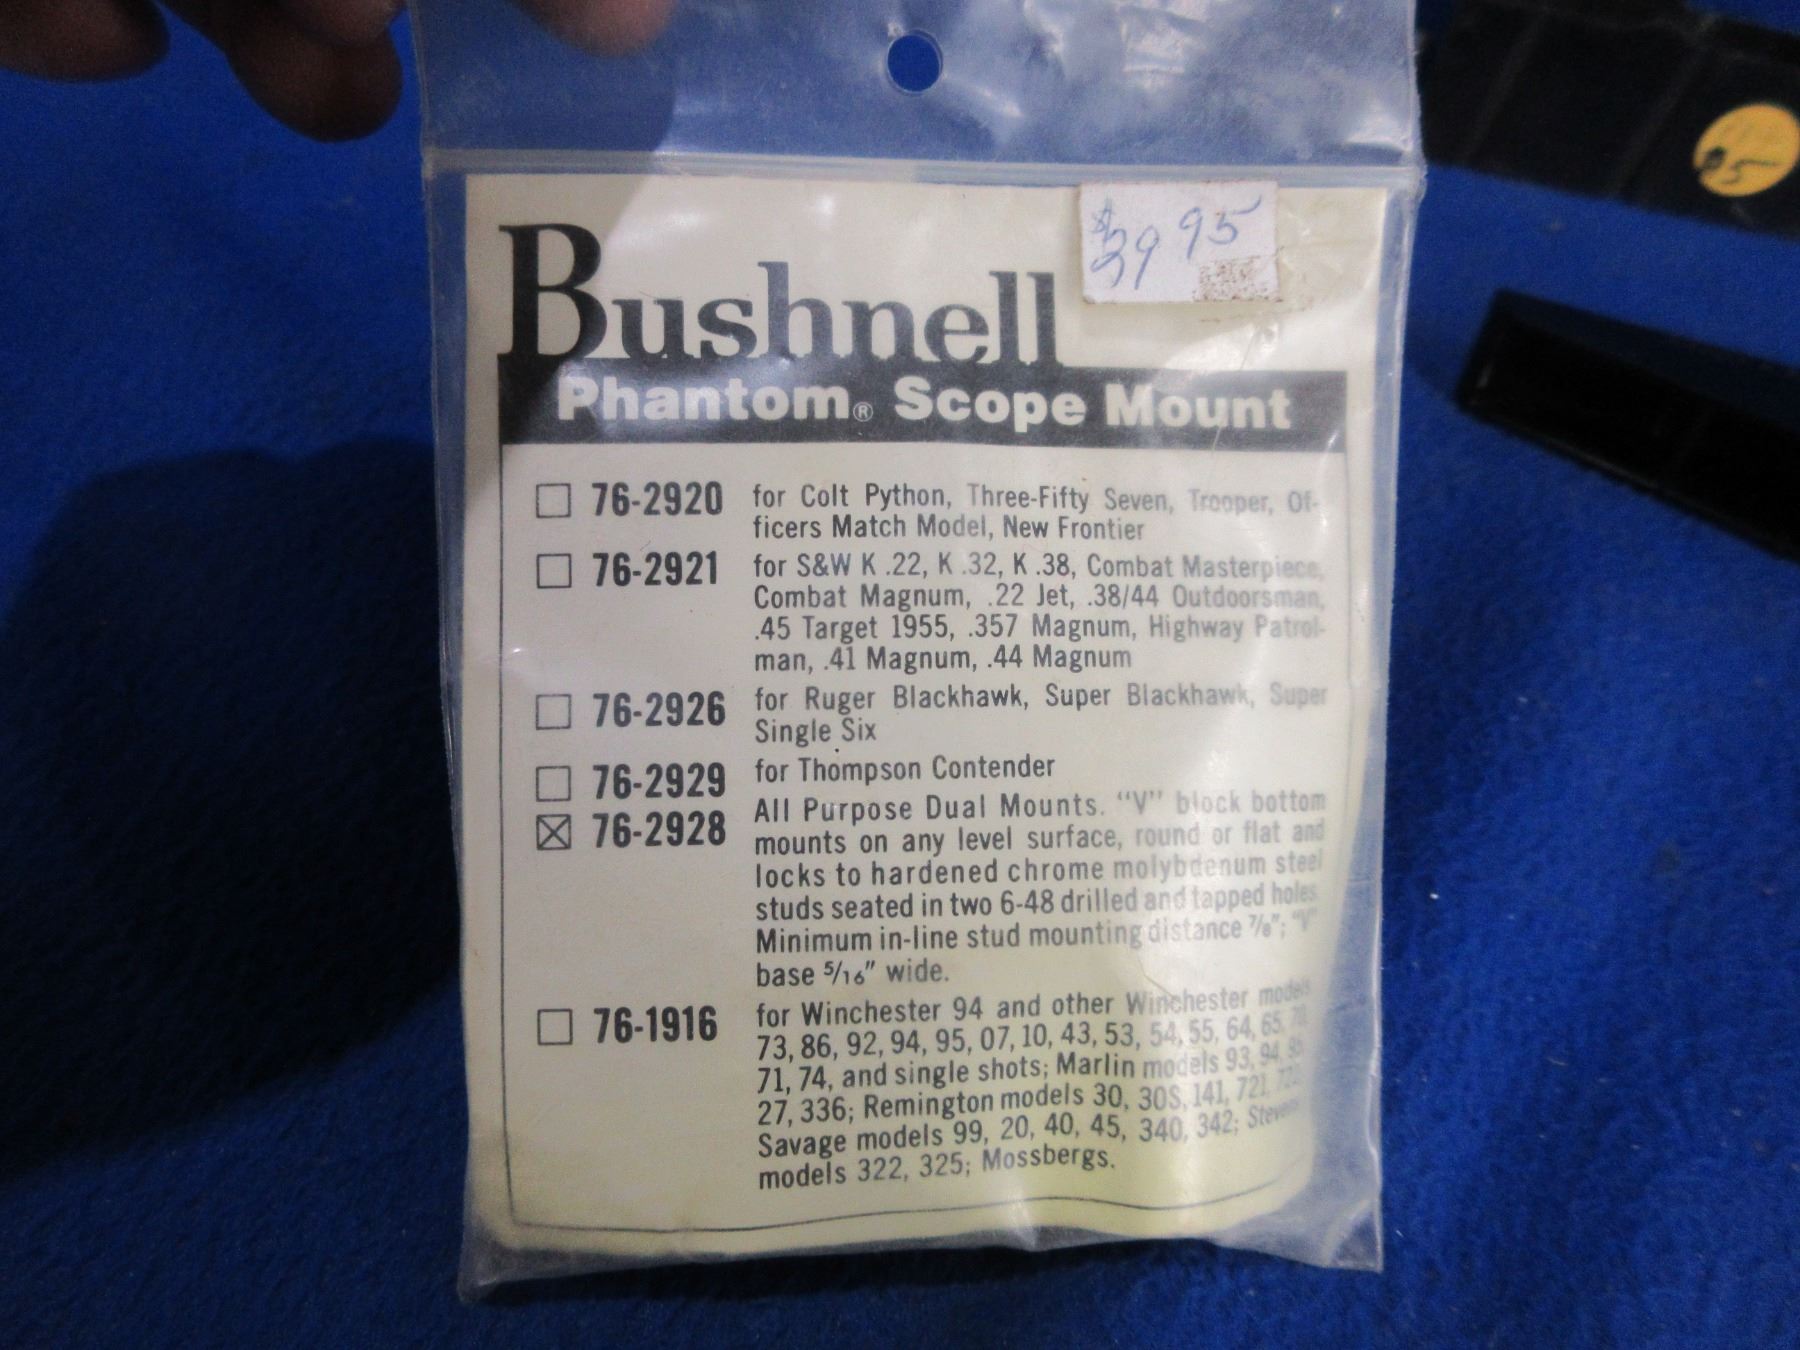 $39 95
$5
Bushnell
Phantom® Scope Mount
☐ 76-2920 for Colt Python, Three-Fifty Seven, Trooper, Of-
ficers Match Model, New Frontier
☐ 76-2921 for S&W K .22, K .32, K .38, Combat Masterpiece,
Combat Magnum, .22 Jet, .38/44 Outdoorsman,
.45 Target 1955, .357 Magnum, Highway Patrol-
man, .41 Magnum, .44 Magnum
☐ 76-2926 for Ruger Blackhawk, Super Blackhawk, Super
Single Six
☐ 76-2929 for Thompson Contender
☒ 76-2928 All Purpose Dual Mounts. "V" block bottom
mounts on any level surface, round or flat and
locks to hardened chrome molybdenum steel
studs seated in two 6-48 drilled and tapped holes
Minimum in-line stud mounting distance 7/8"; "V"
base 5/16" wide.
☐ 76-1916 for Winchester 94 and other Winchester models
73, 86, 92, 94, 95, 07, 10, 43, 53, 54, 55, 64, 65,
71, 74, and single shots; Marlin models 93, 94,
27, 336; Remington models 30, 30S, 141, 721,
Savage models 99, 20, 40, 45, 340, 342; Stevens
models 322, 325; Mossbergs.